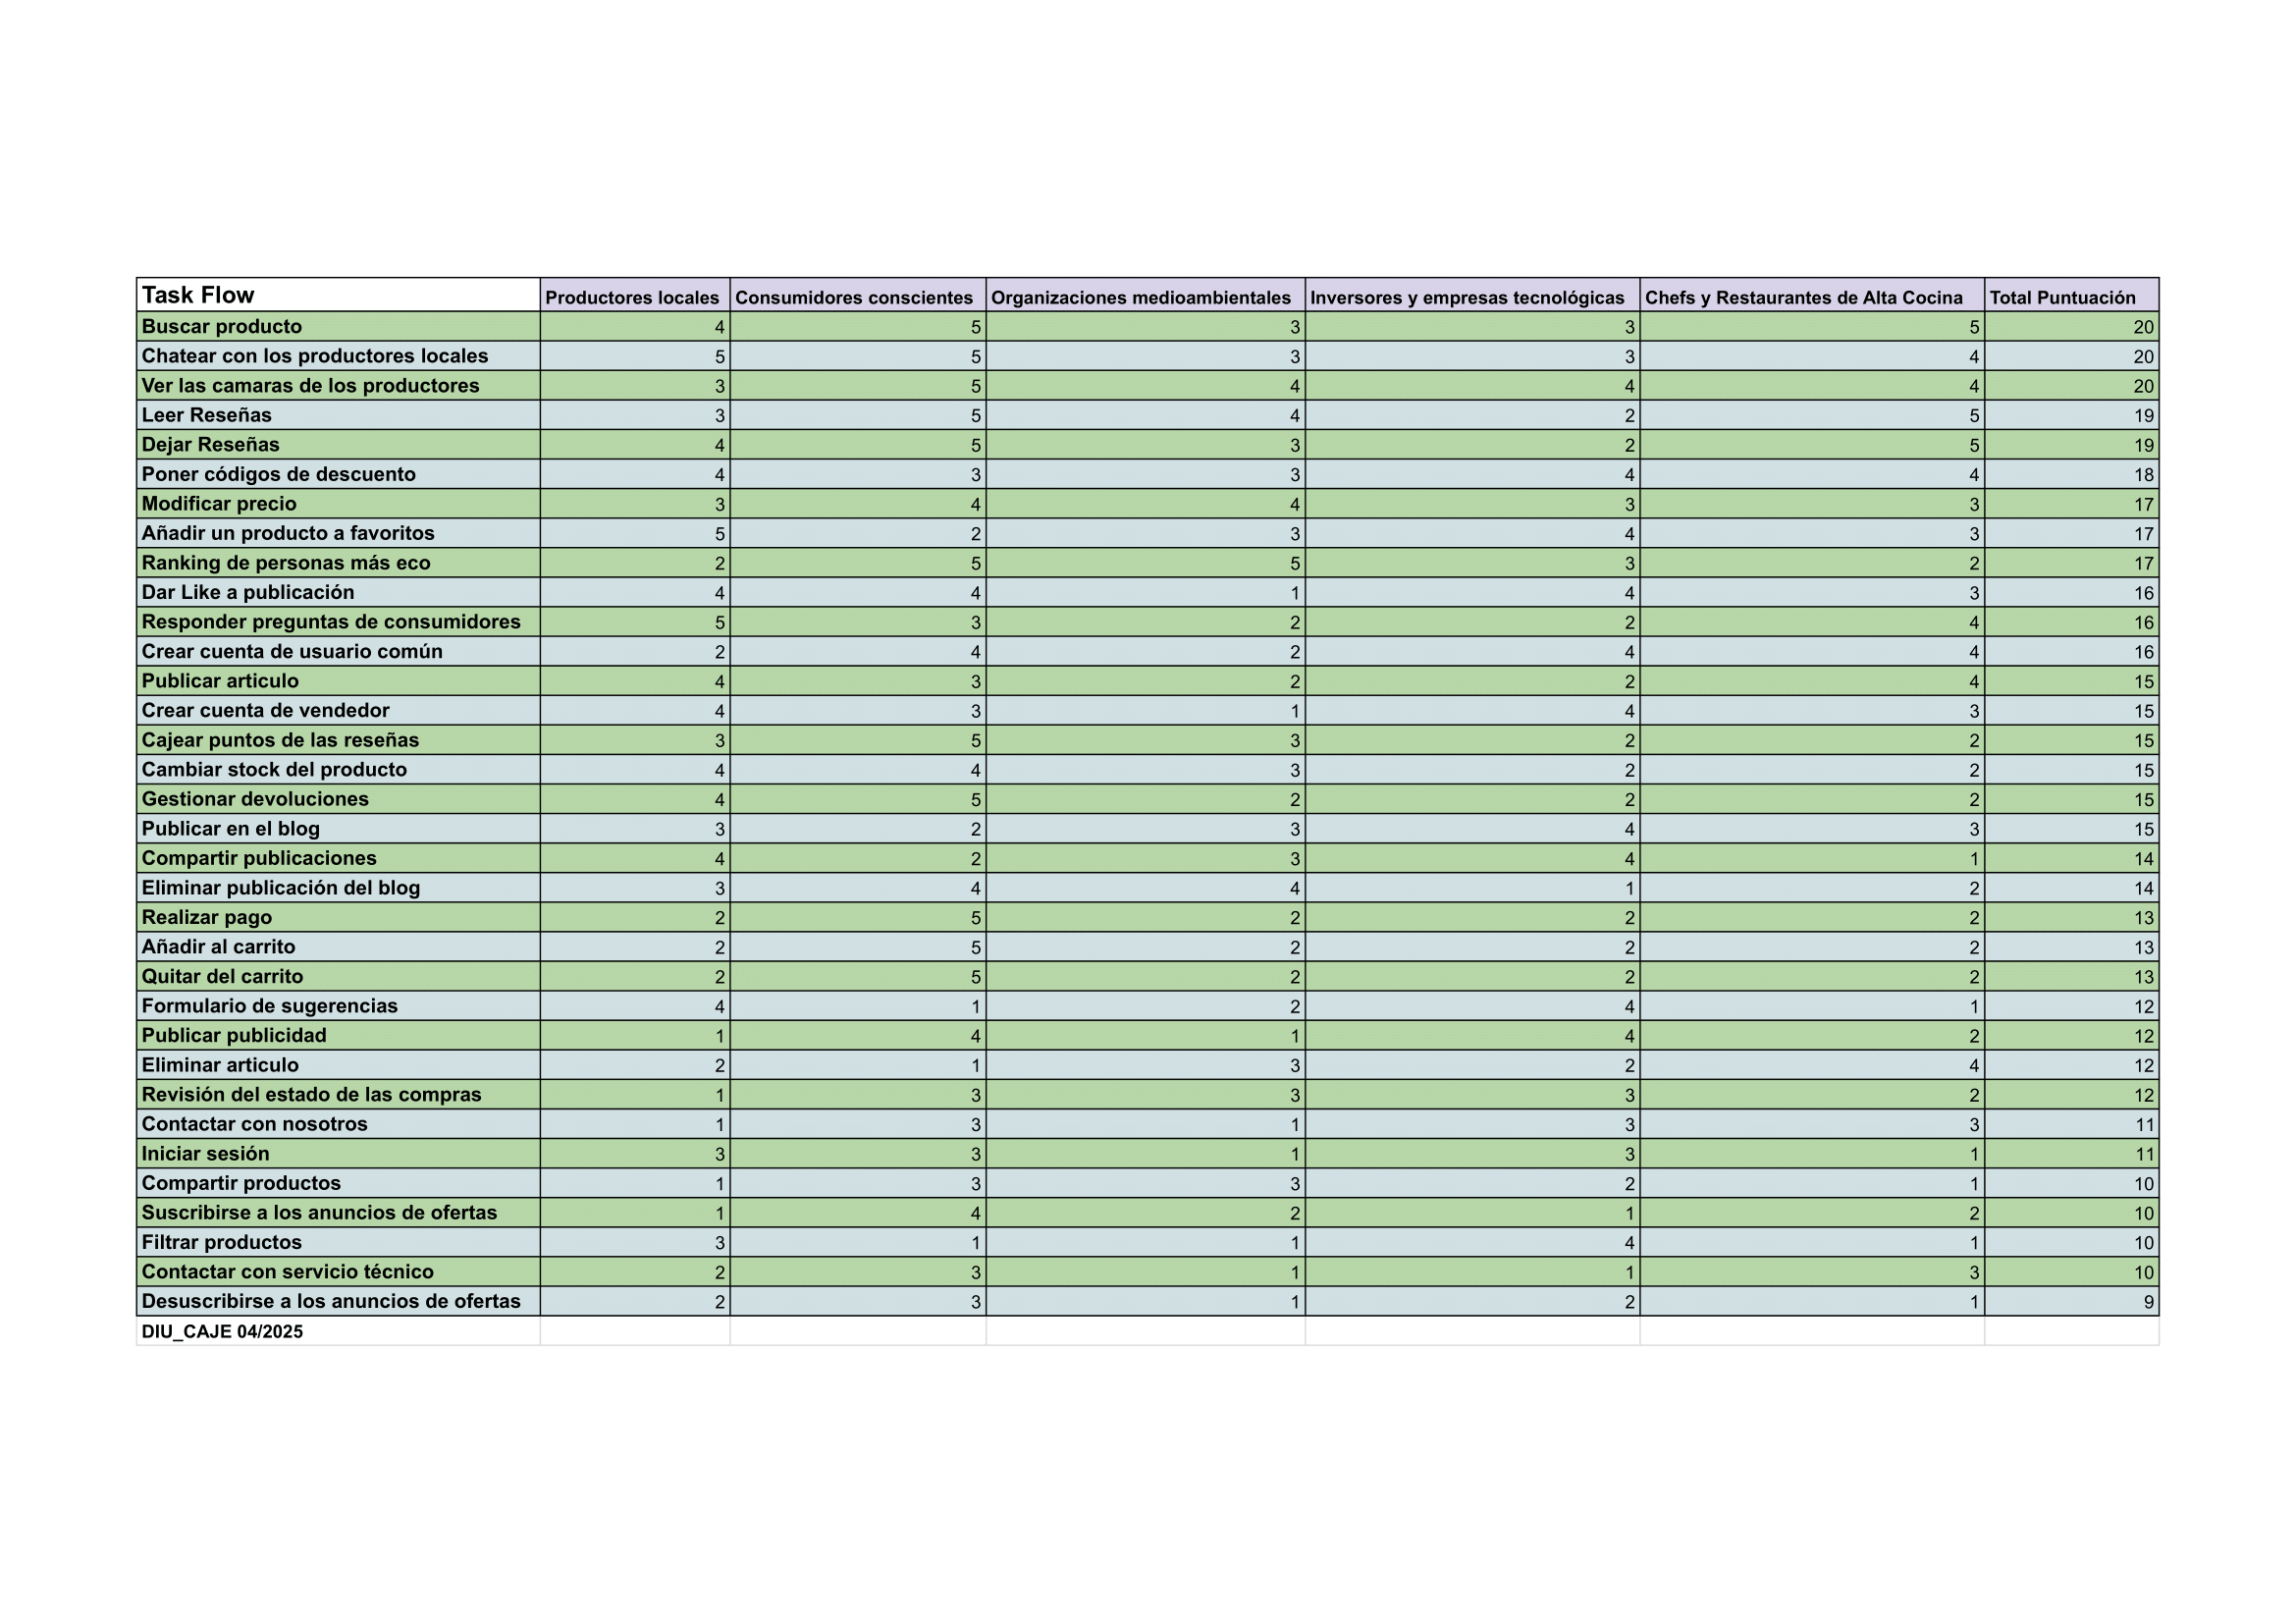 Task Flow Productores locales Consumidores conscientes Organizaciones medioambientales Inversores y empresas tecnológicas Chefs y Restaurantes de Alta Cocina Total Puntuación
Buscar producto 4 5 3 3 5 20
Chatear con los productores locales 5 5 3 3 4 20
Ver las camaras de los productores 3 5 4 4 4 20
Leer Reseñas 3 5 4 2 5 19
Dejar Reseñas 4 5 3 2 5 19
Poner códigos de descuento 4 3 3 4 4 18
Modificar precio 3 4 4 3 3 17
Añadir un producto a favoritos 5 2 3 4 3 17
Ranking de personas más eco 2 5 5 3 2 17
Dar Like a publicación 4 4 1 4 3 16
Responder preguntas de consumidores 5 3 2 2 4 16
Crear cuenta de usuario común 2 4 2 4 4 16
Publicar articulo 4 3 2 2 4 15
Crear cuenta de vendedor 4 3 1 4 3 15
Cajear puntos de las reseñas 3 5 3 2 2 15
Cambiar stock del producto 4 4 3 2 2 15
Gestionar devoluciones 4 5 2 2 2 15
Publicar en el blog 3 2 3 4 3 15
Compartir publicaciones 4 2 3 4 1 14
Eliminar publicación del blog 3 4 4 1 2 14
Realizar pago 2 5 2 2 2 13
Añadir al carrito 2 5 2 2 2 13
Quitar del carrito 2 5 2 2 2 13
Formulario de sugerencias 4 1 2 4 1 12
Publicar publicidad 1 4 1 4 2 12
Eliminar articulo 2 1 3 2 4 12
Revisión del estado de las compras 1 3 3 3 2 12
Contactar con nosotros 1 3 1 3 3 11
Iniciar sesión 3 3 1 3 1 11
Compartir productos 1 3 3 2 1 10
Suscribirse a los anuncios de ofertas 1 4 2 1 2 10
Filtrar productos 3 1 1 4 1 10
Contactar con servicio técnico 2 3 1 1 3 10
Desuscribirse a los anuncios de ofertas 2 3 1 2 1 9
DIU_CAJE 04/2025